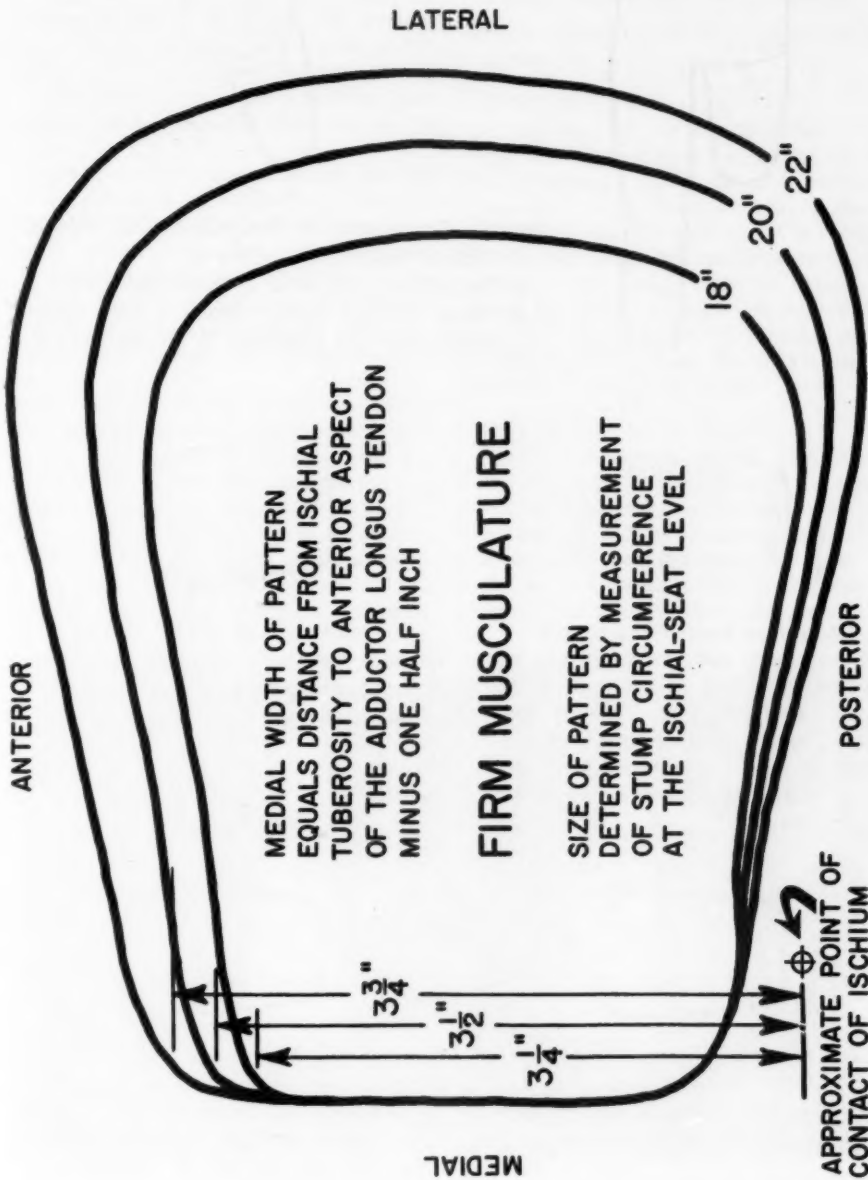 ANTERIOR
LATERAL
MEDIAL WIDTH OF PATTERN
EQUALS DISTANCE FROM ISCHIAL
TUBEROSITY TO ANTERIOR ASPECT
OF THE ADDUCTOR LONGUS TENDON
MINUS ONE HALF INCH
FIRM MUSCULATURE
SIZE OF PATTERN
DETERMINED BY MEASUREMENT
OF STUMP CIRCUMFERENCE
AT THE ISCHIAL-SEAT LEVEL
18"
20"
22"
3 3/4"
3 1/2"
3 1/4"
MEDIAL
APPROXIMATE POINT OF
CONTACT OF ISCHIUM
POSTERIOR